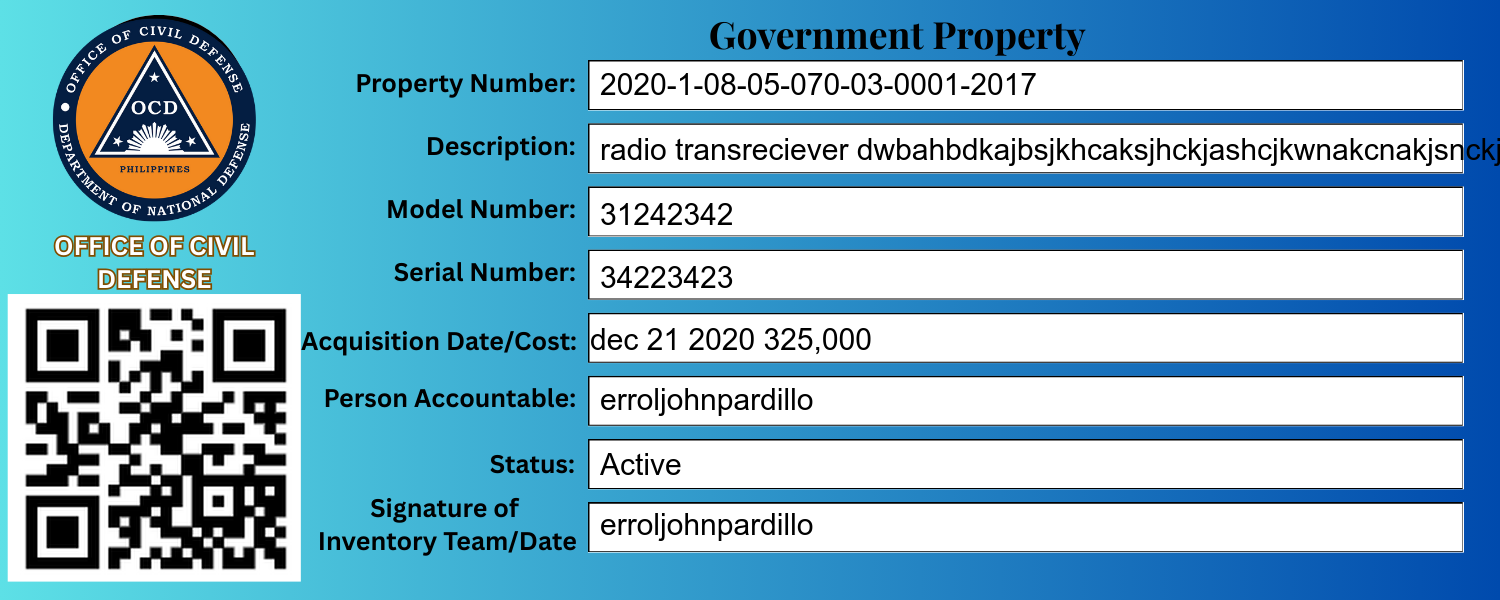 OFFICE OF CIVIL DEFENSE
OCD
PHILIPPINES
DEPARTMENT OF NATIONAL DEFENSE
OFFICE OF CIVIL
DEFENSE
Government Property
Property Number: 2020-1-08-05-070-03-0001-2017
Description: radio transreciever dwbahbdkajbsjkhcaksjhckjashcjkwnakcnakjsnckj
Model Number: 31242342
Serial Number: 34223423
Acquisition Date/Cost: dec 21 2020 325,000
Person Accountable: erroljohnpardillo
Status: Active
Signature of
Inventory Team/Date erroljohnpardillo